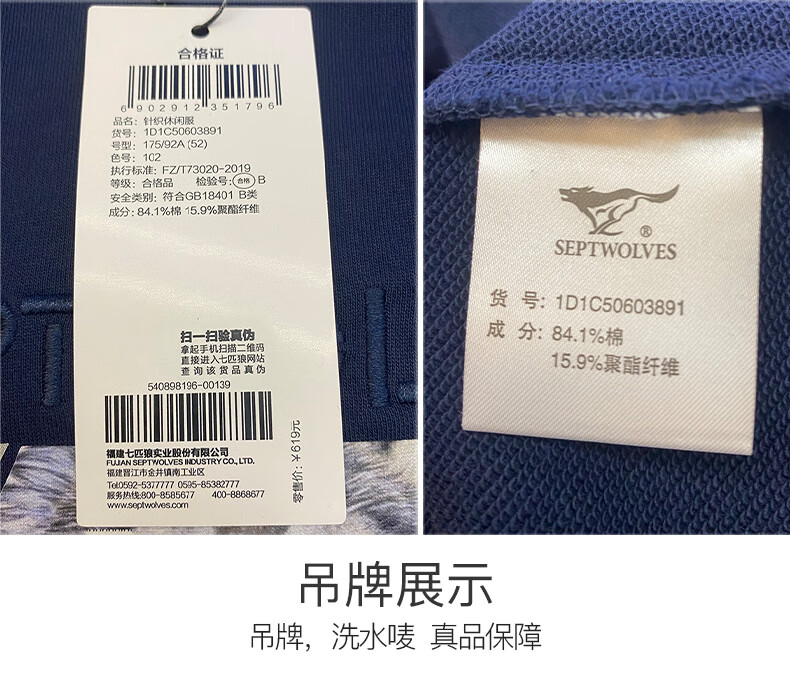 合格证
6902912351796
品名：针织休闲服
货号：1D1C50603891
号型：175/92A (52)
色号：102
执行标准：FZ/T73020-2019
等级：合格品 检验号：合格 B
安全类别：符合GB18401 B类
成分：84.1%棉 15.9%聚酯纤维
扫一扫验真伪
拿起手机扫描二维码
直接进入七匹狼网站
查询该货品真伪
540898196-00139
福建七匹狼实业股份有限公司
FUJIAN SEPTWOLVES INDUSTRY CO., LTD.
福建晋江市金井镇南工业区
Tel:0592-5377777 0595-85382777
服务热线:800-8585677 400-8868677
www.septwolves.com
零售价：￥619元
SEPTWOLVES ®
货 号: 1D1C50603891
成 分: 84.1%棉
15.9%聚酯纤维
吊牌展示
吊牌，洗水唛 真品保障